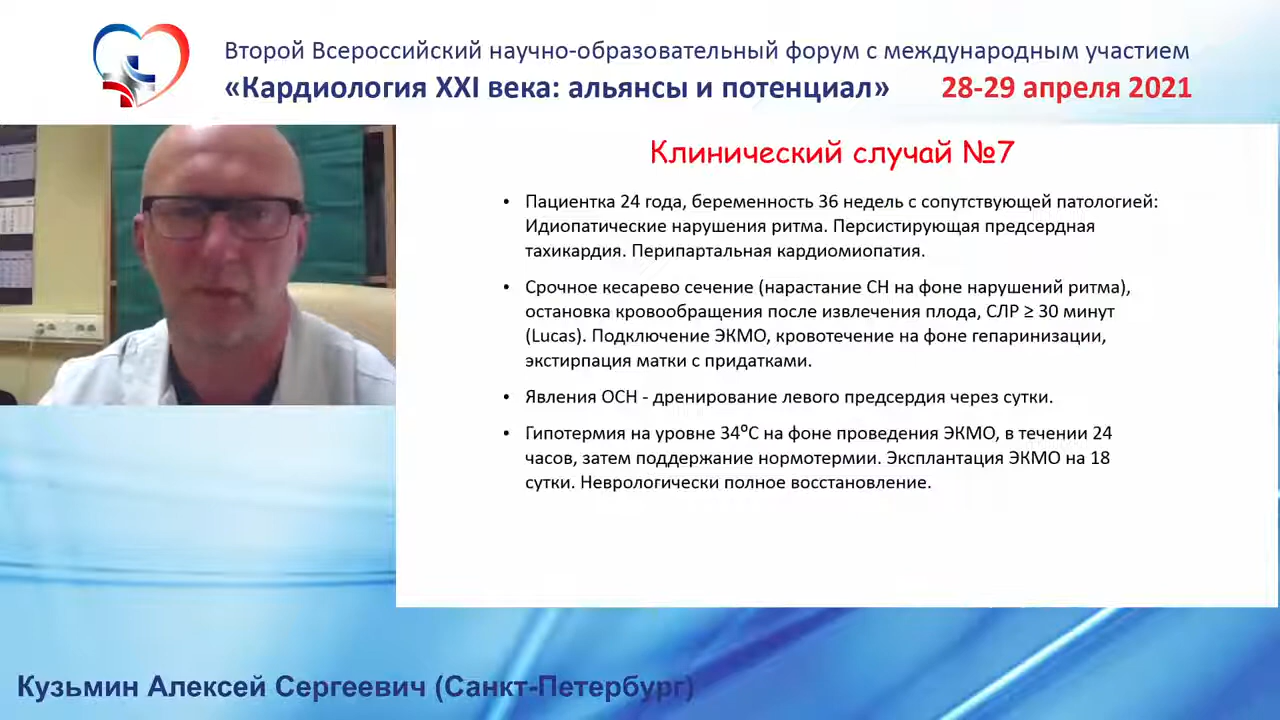 Второй Всероссийский научно-образовательный форум с международным участием
«Кардиология XXI века: альянсы и потенциал» 28-29 апреля 2021
Клинический случай №7
• Пациентка 24 года, беременность 36 недель с сопутствующей патологией:
Идиопатические нарушения ритма. Персистирующая предсердная
тахикардия. Перипартальная кардиомиопатия.
• Срочное кесарево сечение (нарастание СН на фоне нарушений ритма),
остановка кровообращения после извлечения плода, СЛР ≥ 30 минут
(Lucas). Подключение ЭКМО, кровотечение на фоне гепаринизации,
экстирпация матки с придатками.
• Явления ОСН - дренирование левого предсердия через сутки.
• Гипотермия на уровне 34⁰С на фоне проведения ЭКМО, в течении 24
часов, затем поддержание нормотермии. Эксплантация ЭКМО на 18
сутки. Неврологически полное восстановление.
Кузьмин Алексей Сергеевич (Санкт-Петербург)